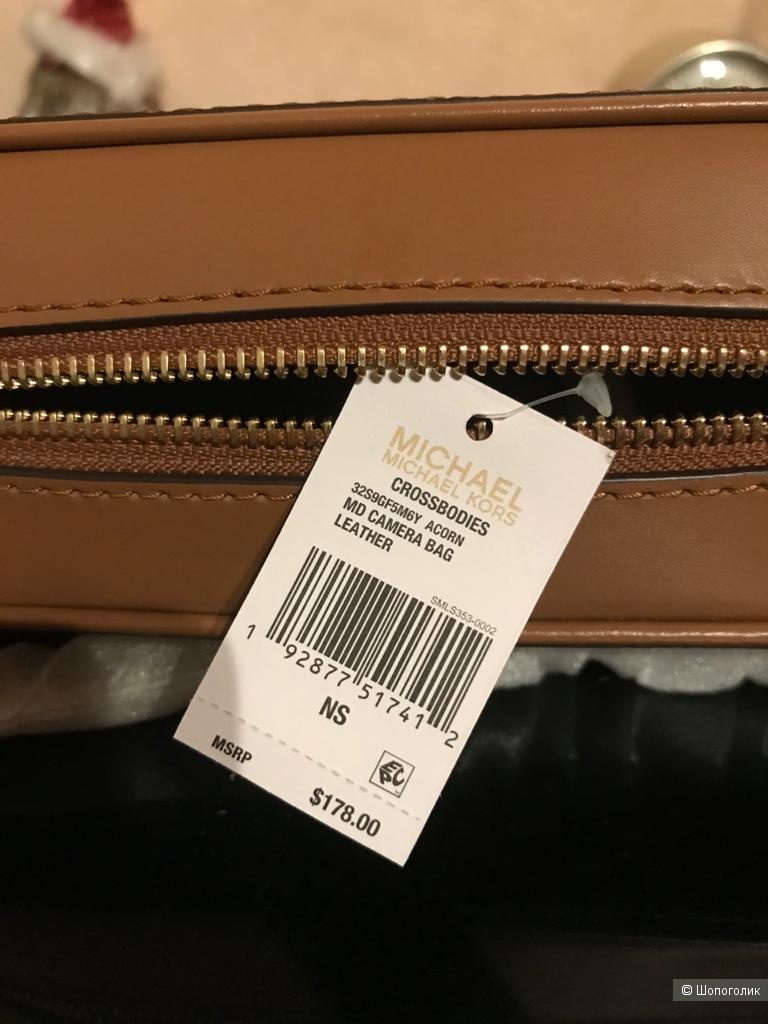 MICHAEL
MICHAEL KORS
CROSSBODIES
32S9GF5M6Y ACORN
MD CAMERA BAG
LEATHER
SMLS353-0002
1 92877 51741 2
NS
MSRP
EPC
$178.00
© Шопоголик